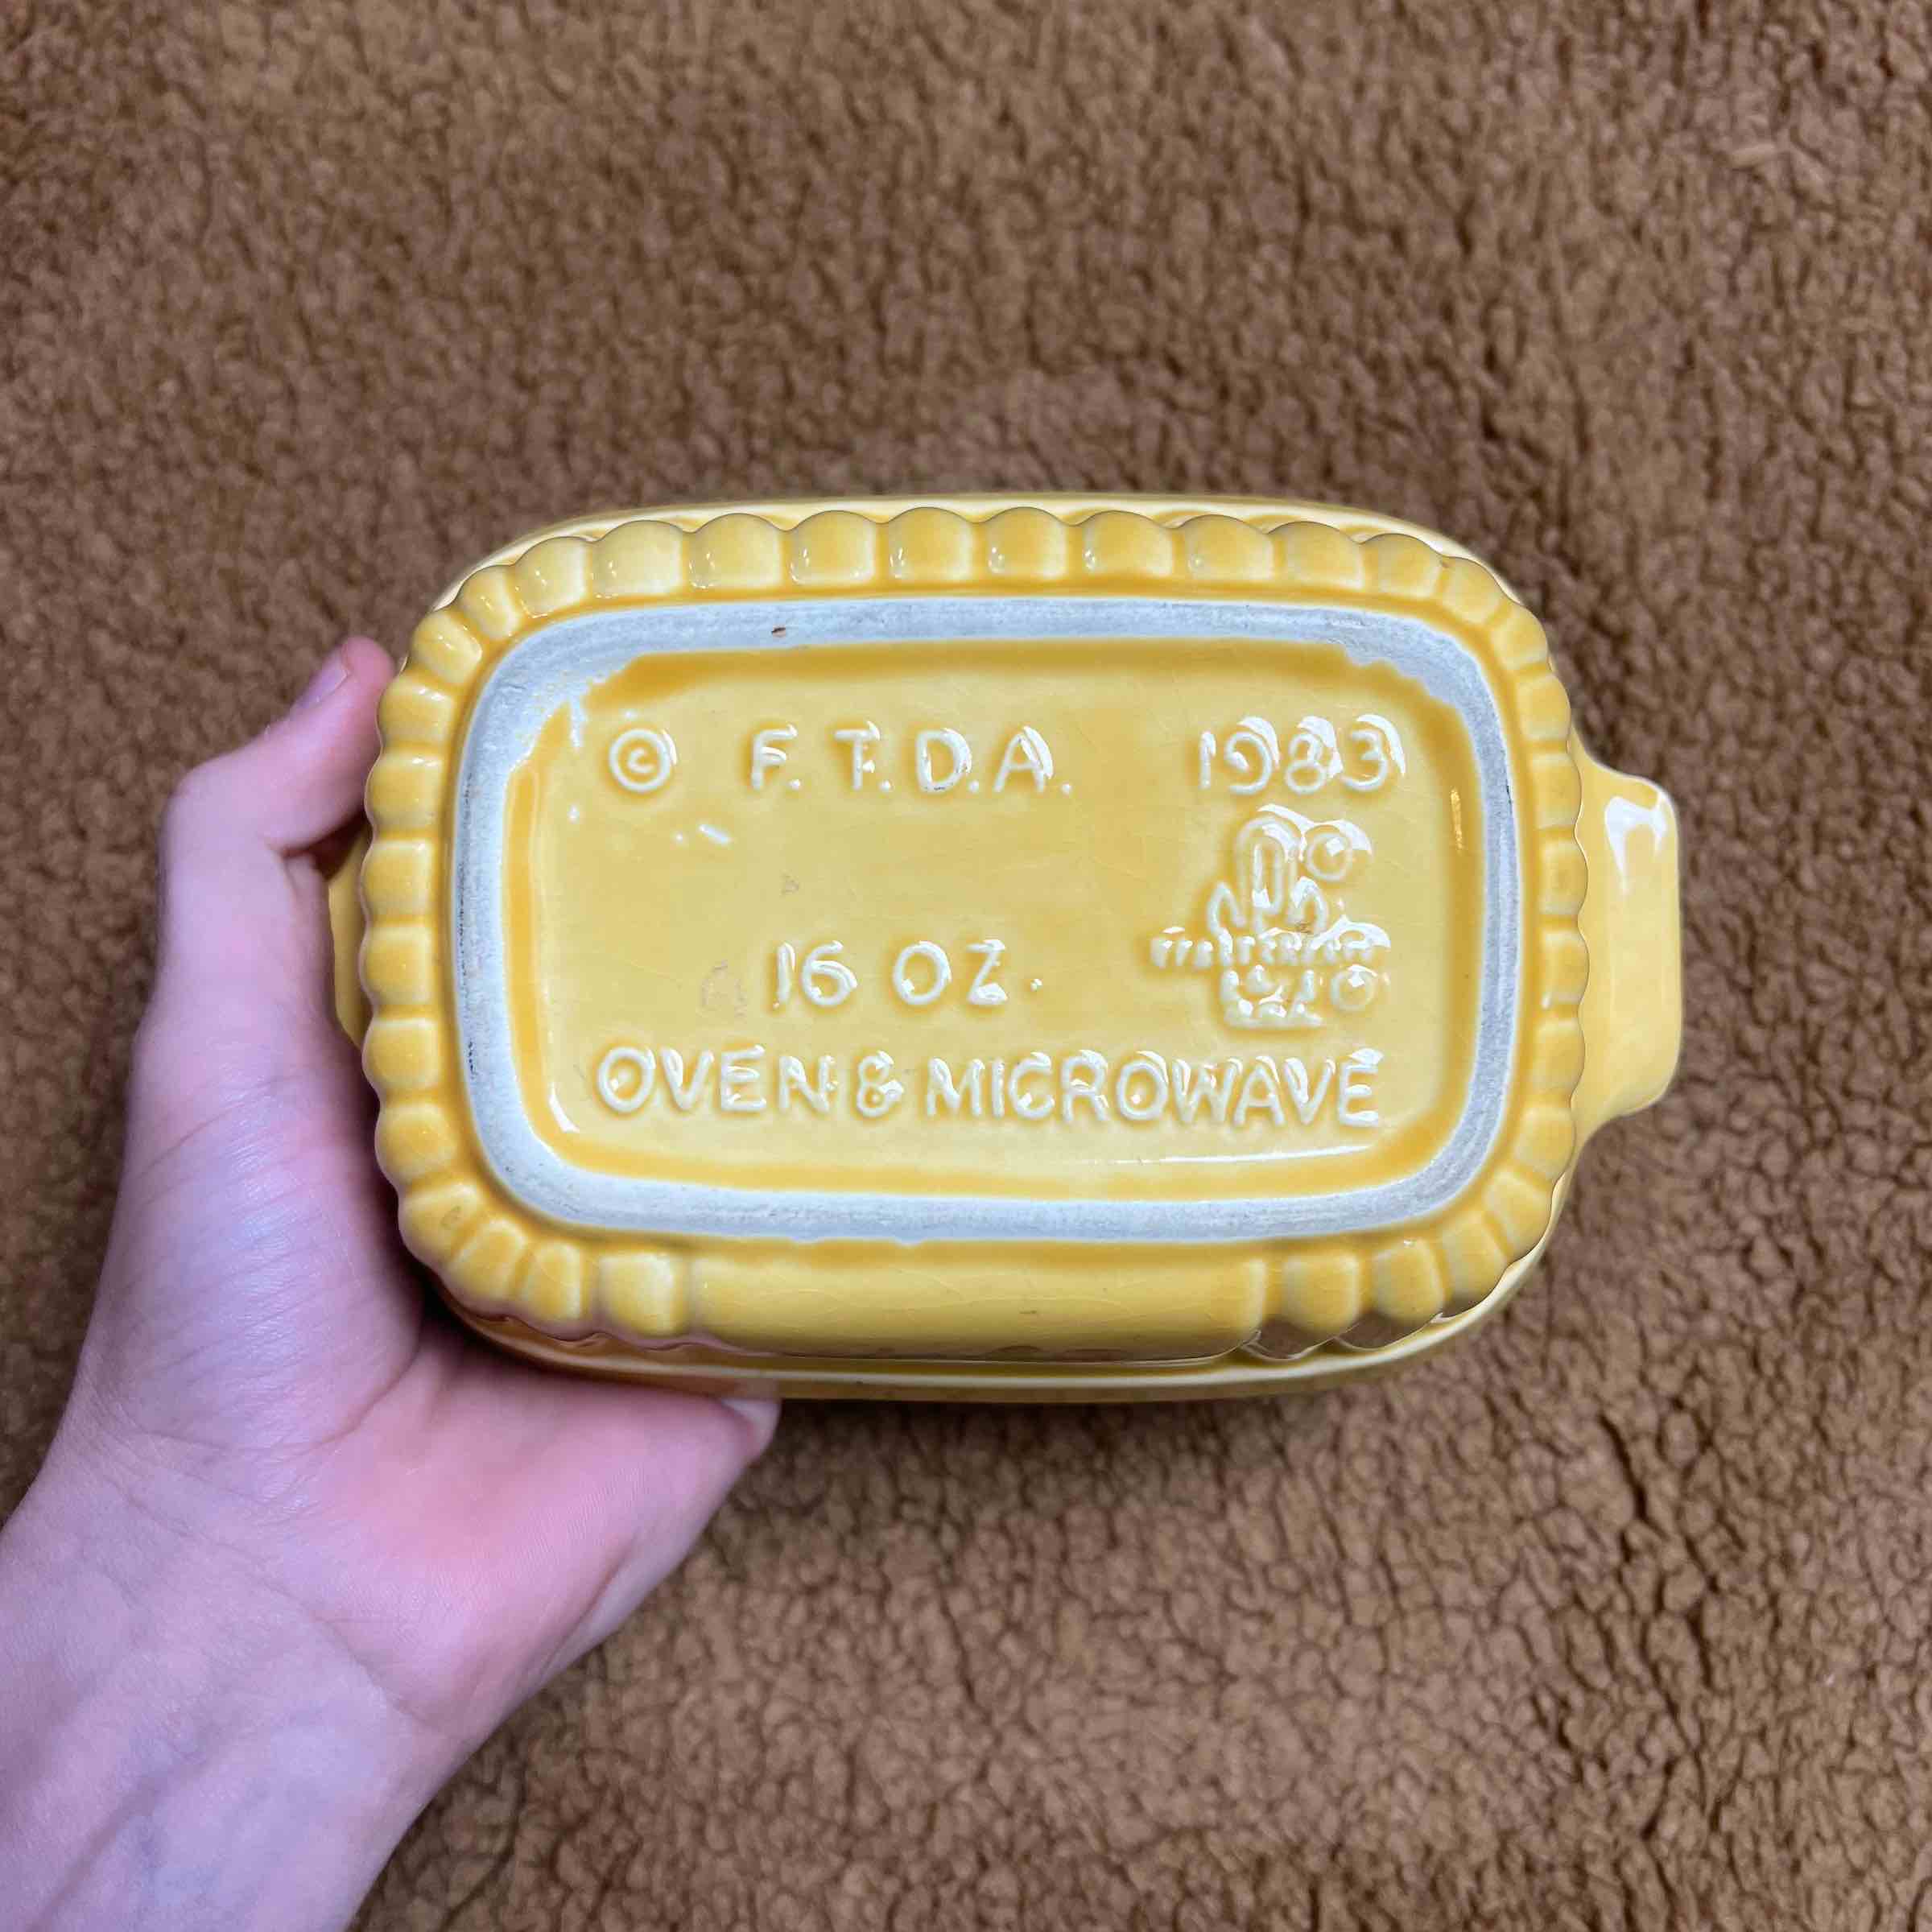 © F.T.D.A. 1983
16 OZ.
OVEN & MICROWAVE